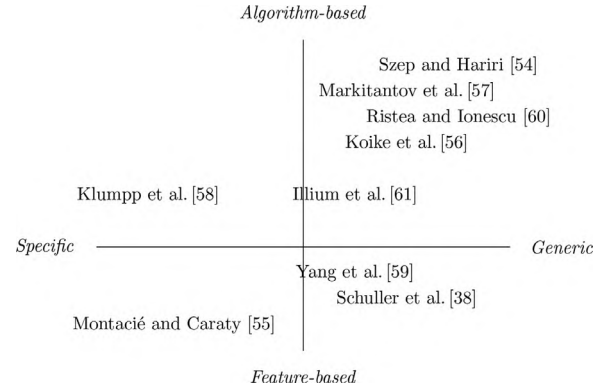 Algorithm-based
Szep and Hariri [54]
Markitantov et al. [57]
Ristea and Ionescu [60]
Koike et al. [56]
Klumpp et al. [58]
Illium et al. [61]
Specific
Generic
Yang et al. [59]
Schuller et al. [38]
Montacié and Caraty [55]
Feature-based